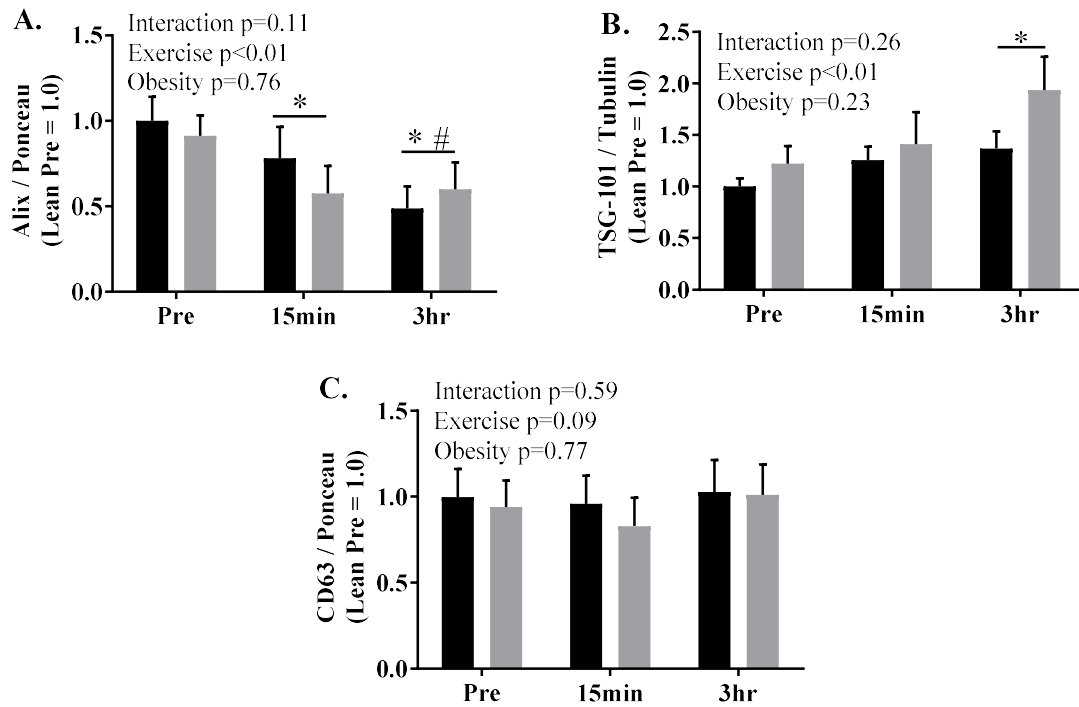 A.
Alix / Ponceau
(Lean Pre = 1.0)
Interaction p=0.11
Exercise p<0.01
Obesity p=0.76
1.5
1.0
0.5
0.0
*
* #
Pre 15min 3hr
B.
TSG-101 / Tubulin
(Lean Pre = 1.0)
Interaction p=0.26
Exercise p<0.01
Obesity p=0.23
2.5
2.0
1.5
1.0
0.5
0.0
*
Pre 15min 3hr
C.
CD63 / Ponceau
(Lean Pre = 1.0)
Interaction p=0.59
Exercise p=0.09
Obesity p=0.77
1.5
1.0
0.5
0.0
Pre 15min 3hr